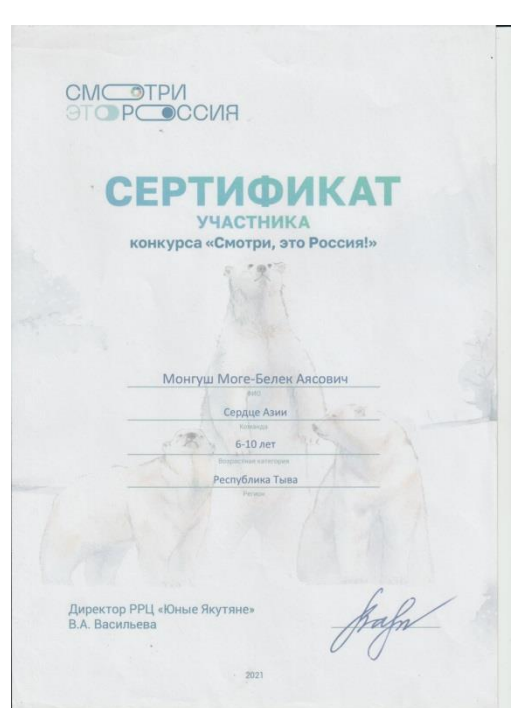 СМОТРИ
ЭТО РОССИЯ
СЕРТИФИКАТ
УЧАСТНИКА
конкурса «Смотри, это Россия!»
Монгуш Моге-Белек Аясович
ФИО
Сердце Азии
Команда
6-10 лет
Возрастная категория
Республика Тыва
Регион
Директор РРЦ «Юные Якутяне»
В.А. Васильева
2021